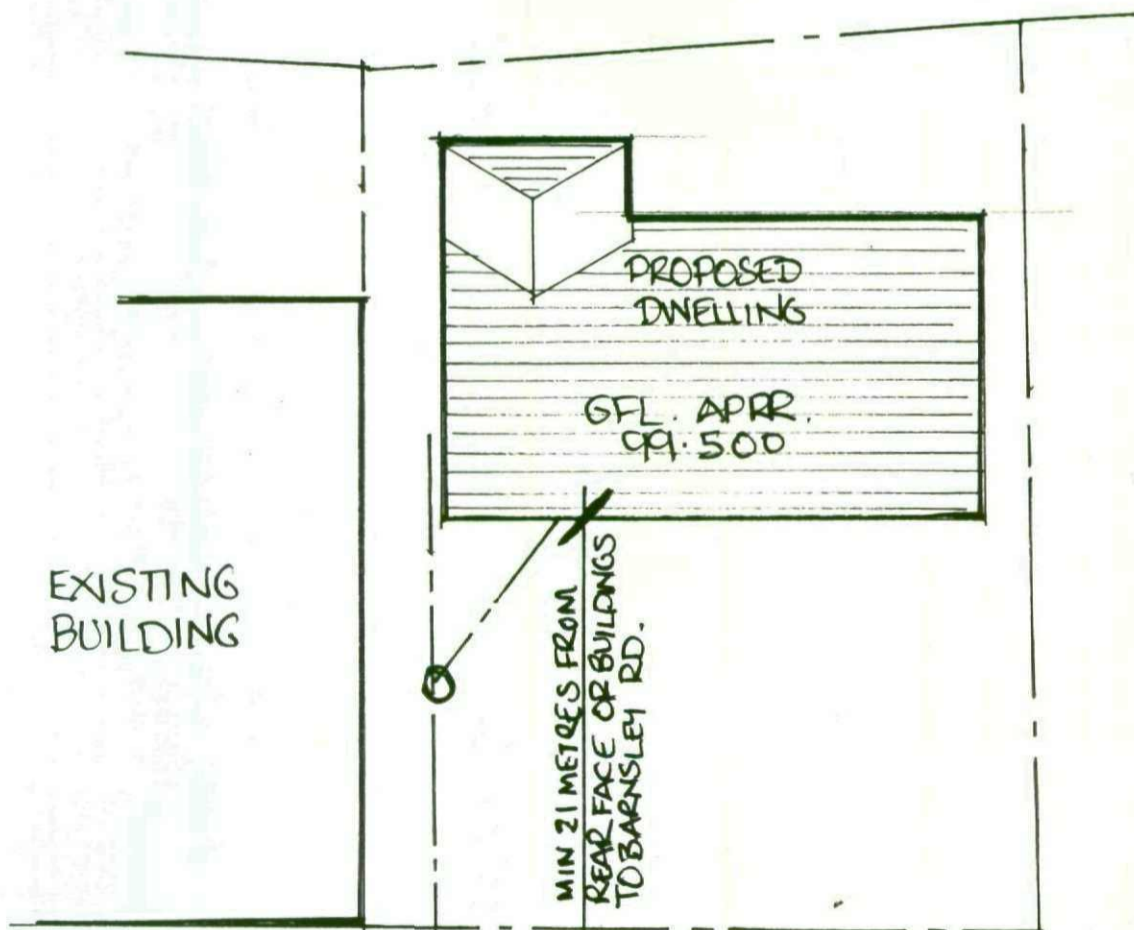 PROPOSED
DWELLING
GFL. APRR.
99.500
EXISTING
BUILDING
MIN 21 METRES FROM
REAR FACE OF BUILDINGS
TO BARNSLEY RD.